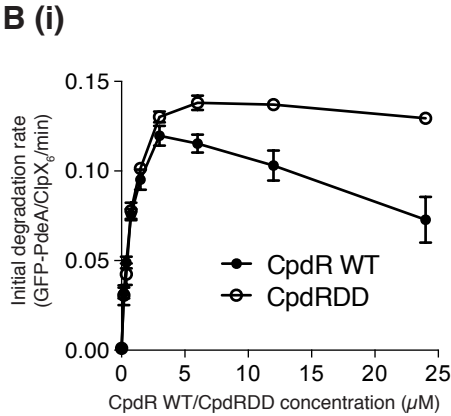 B (i)
Initial degradation rate
(GFP-PdeA/ClpX₆/min)
0.15
0.10
0.05
0.00
CpdR WT
CpdRDD
0 5 10 15 20 25
CpdR WT/CpdRDD concentration (μM)